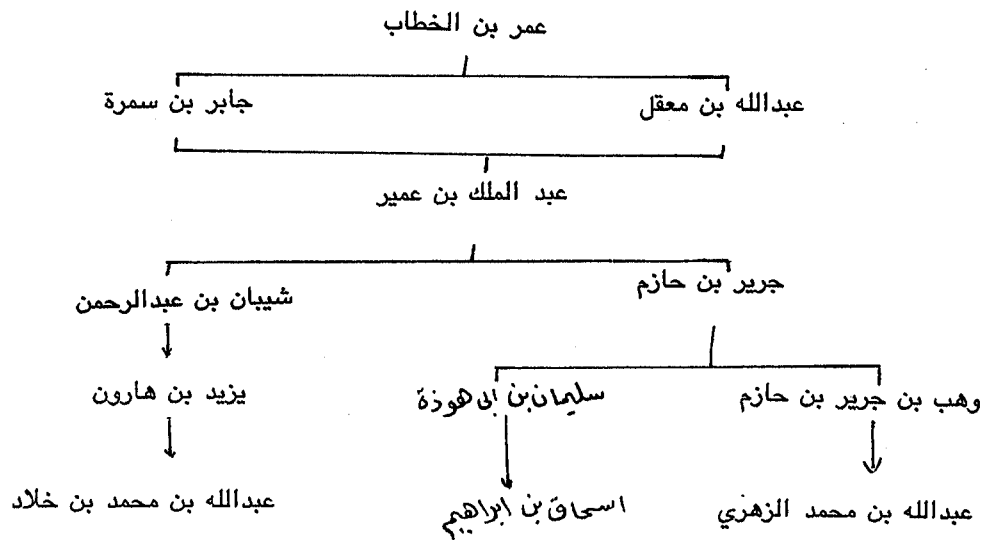 عمر بن الخطاب
عبدالله بن معقل
جابر بن سمرة
عبد الملك بن عمير
جرير بن حازم
شيبان بن عبدالرحمن
وهب بن جرير بن حازم
سليمان بن ابى هوذة
يزيد بن هارون
عبدالله بن محمد الزهزي
اسحاق بن ابراهيم
عبدالله بن محمد بن خلاد